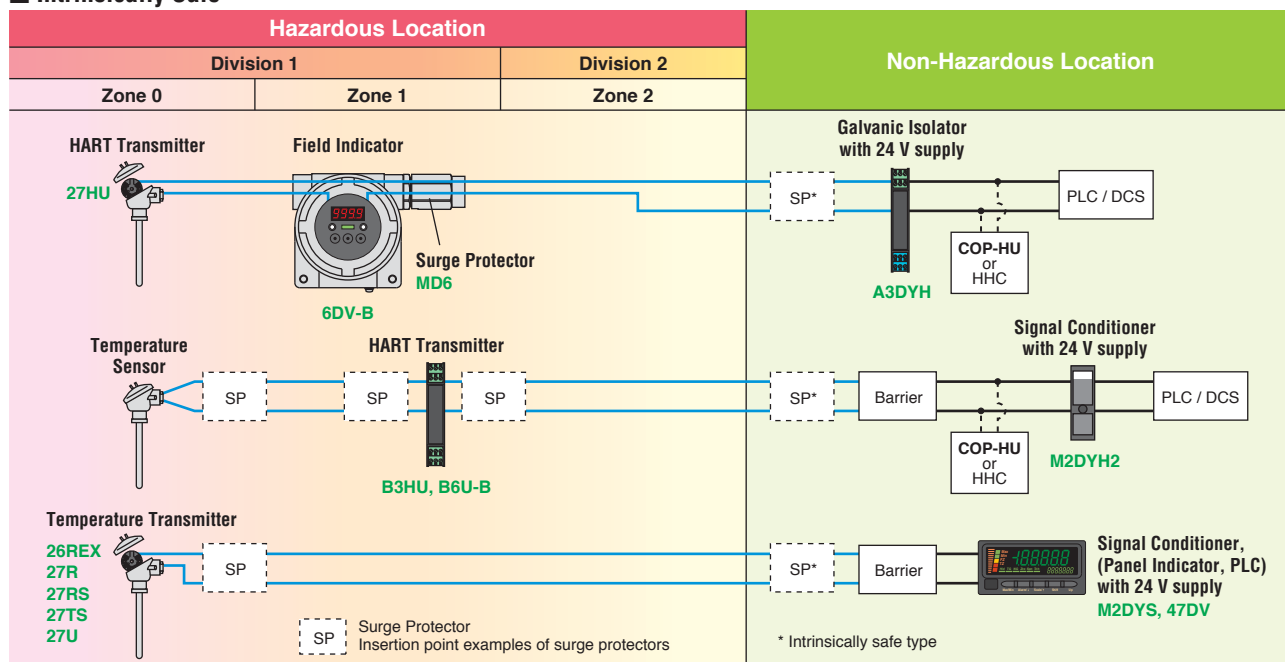 Intrinsically Safe
Hazardous Location
Non-Hazardous Location
Division 1
Division 2
Zone 0
Zone 1
Zone 2
HART Transmitter
27HU
Field Indicator
9999
Surge Protector
MD6
6DV-B
SP*
Galvanic Isolator
with 24 V supply
A3DYH
COP-HU
or
HHC
PLC / DCS
Temperature
Sensor
SP
SP
HART Transmitter
SP
B3HU, B6U-B
SP*
Barrier
COP-HU
or
HHC
Signal Conditioner
with 24 V supply
M2DYH2
PLC / DCS
Temperature Transmitter
26REX
27R
27RS
27TS
27U
SP
SP*
Barrier
Signal Conditioner,
(Panel Indicator, PLC)
with 24 V supply
M2DYS, 47DV
SP
Surge Protector
Insertion point examples of surge protectors
* Intrinsically safe type